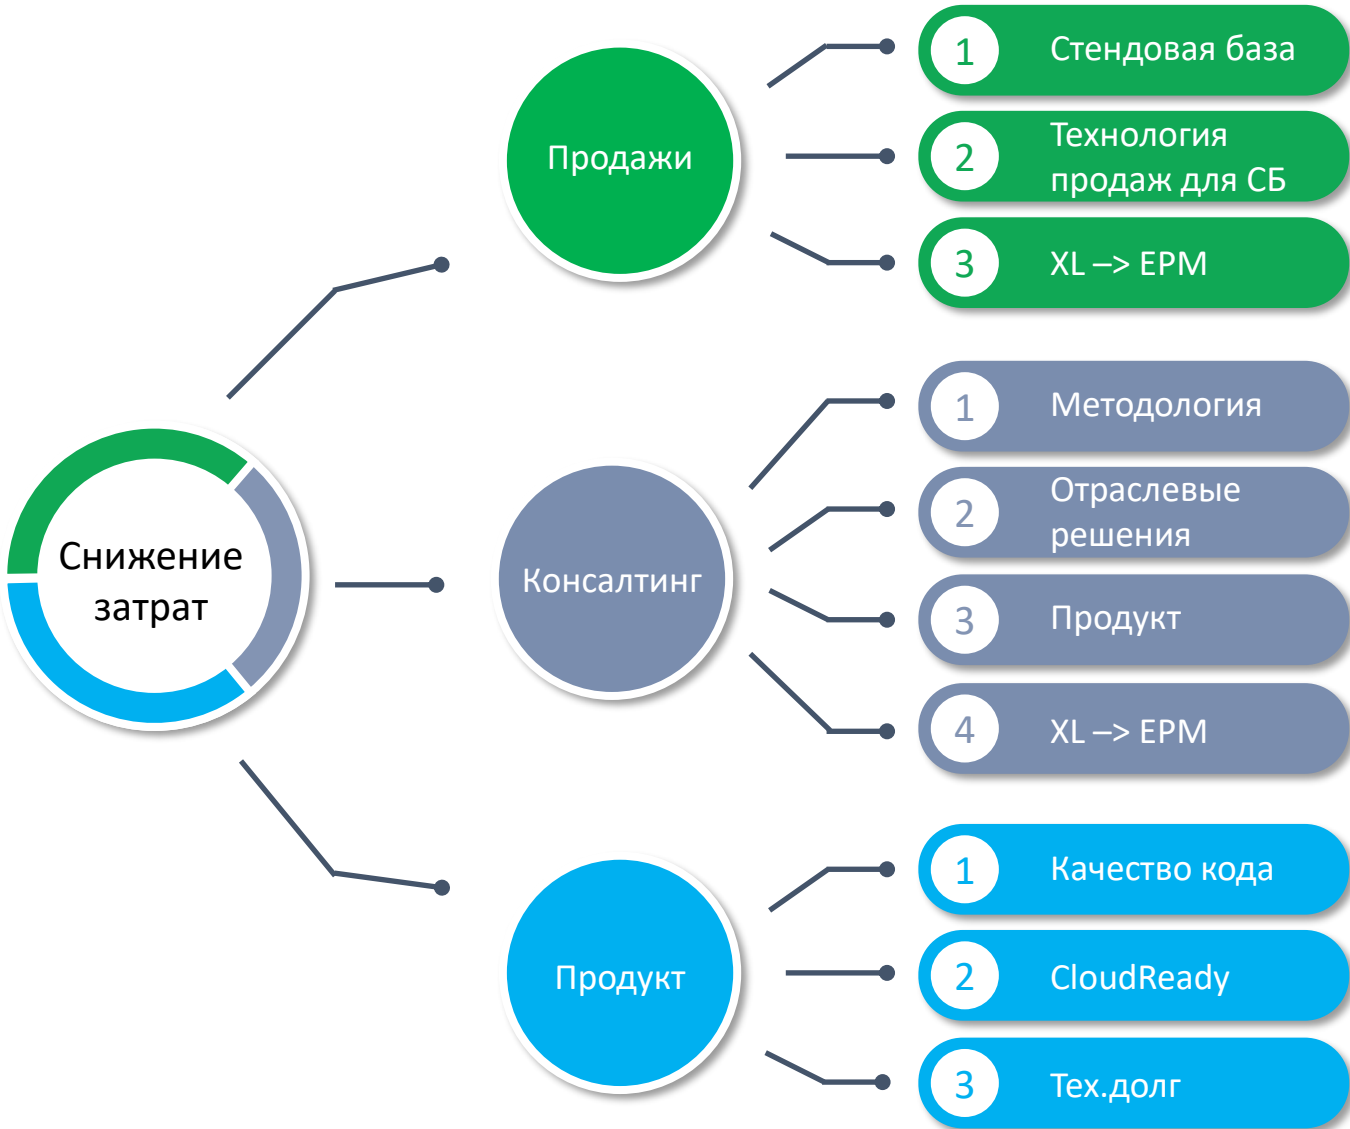 Снижение
затрат
Продажи
1 Стендовая база
2 Технология
продаж для СБ
3 XL –> EPM
Консалтинг
1 Методология
2 Отраслевые
решения
3 Продукт
4 XL –> EPM
Продукт
1 Качество кода
2 CloudReady
3 Тех.долг